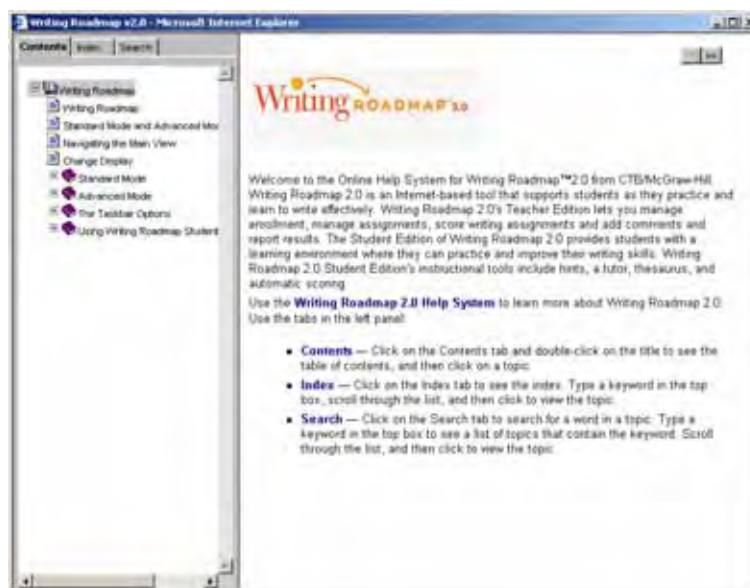 Writing Roadmap v2.0 - Microsoft Internet Explorer
Contents Index Search
Writing Roadmap
Writing Roadmap
Standard Mode and Advanced Mo
Navigating the Main View
Change Display
Standard Mode
Advanced Mode
The Taskbar Options
Using Writing Roadmap Student
Writing ROADMAP 2.0
Welcome to the Online Help System for Writing Roadmap™2.0 from CTB/McGraw-Hill.
Writing Roadmap 2.0 is an Internet-based tool that supports students as they practice and
learn to write effectively. Writing Roadmap 2.0's Teacher Edition lets you manage
enrollment, manage assignments, score writing assignments and add comments and
report results. The Student Edition of Writing Roadmap 2.0 provides students with a
learning environment where they can practice and improve their writing skills. Writing
Roadmap 2.0 Student Edition's instructional tools include hints, a tutor, thesaurus, and
automatic scoring.
Use the Writing Roadmap 2.0 Help System to learn more about Writing Roadmap 2.0.
Use the tabs in the left panel:
• Contents — Click on the Contents tab and double-click on the title to see the
table of contents, and then click on a topic.
• Index — Click on the Index tab to see the index. Type a keyword in the top
box, scroll through the list, and then click to view the topic.
• Search — Click on the Search tab to search for a word in a topic. Type a
keyword in the top box to see a list of topics that contain the keyword. Scroll
through the list, and then click to view the topic.